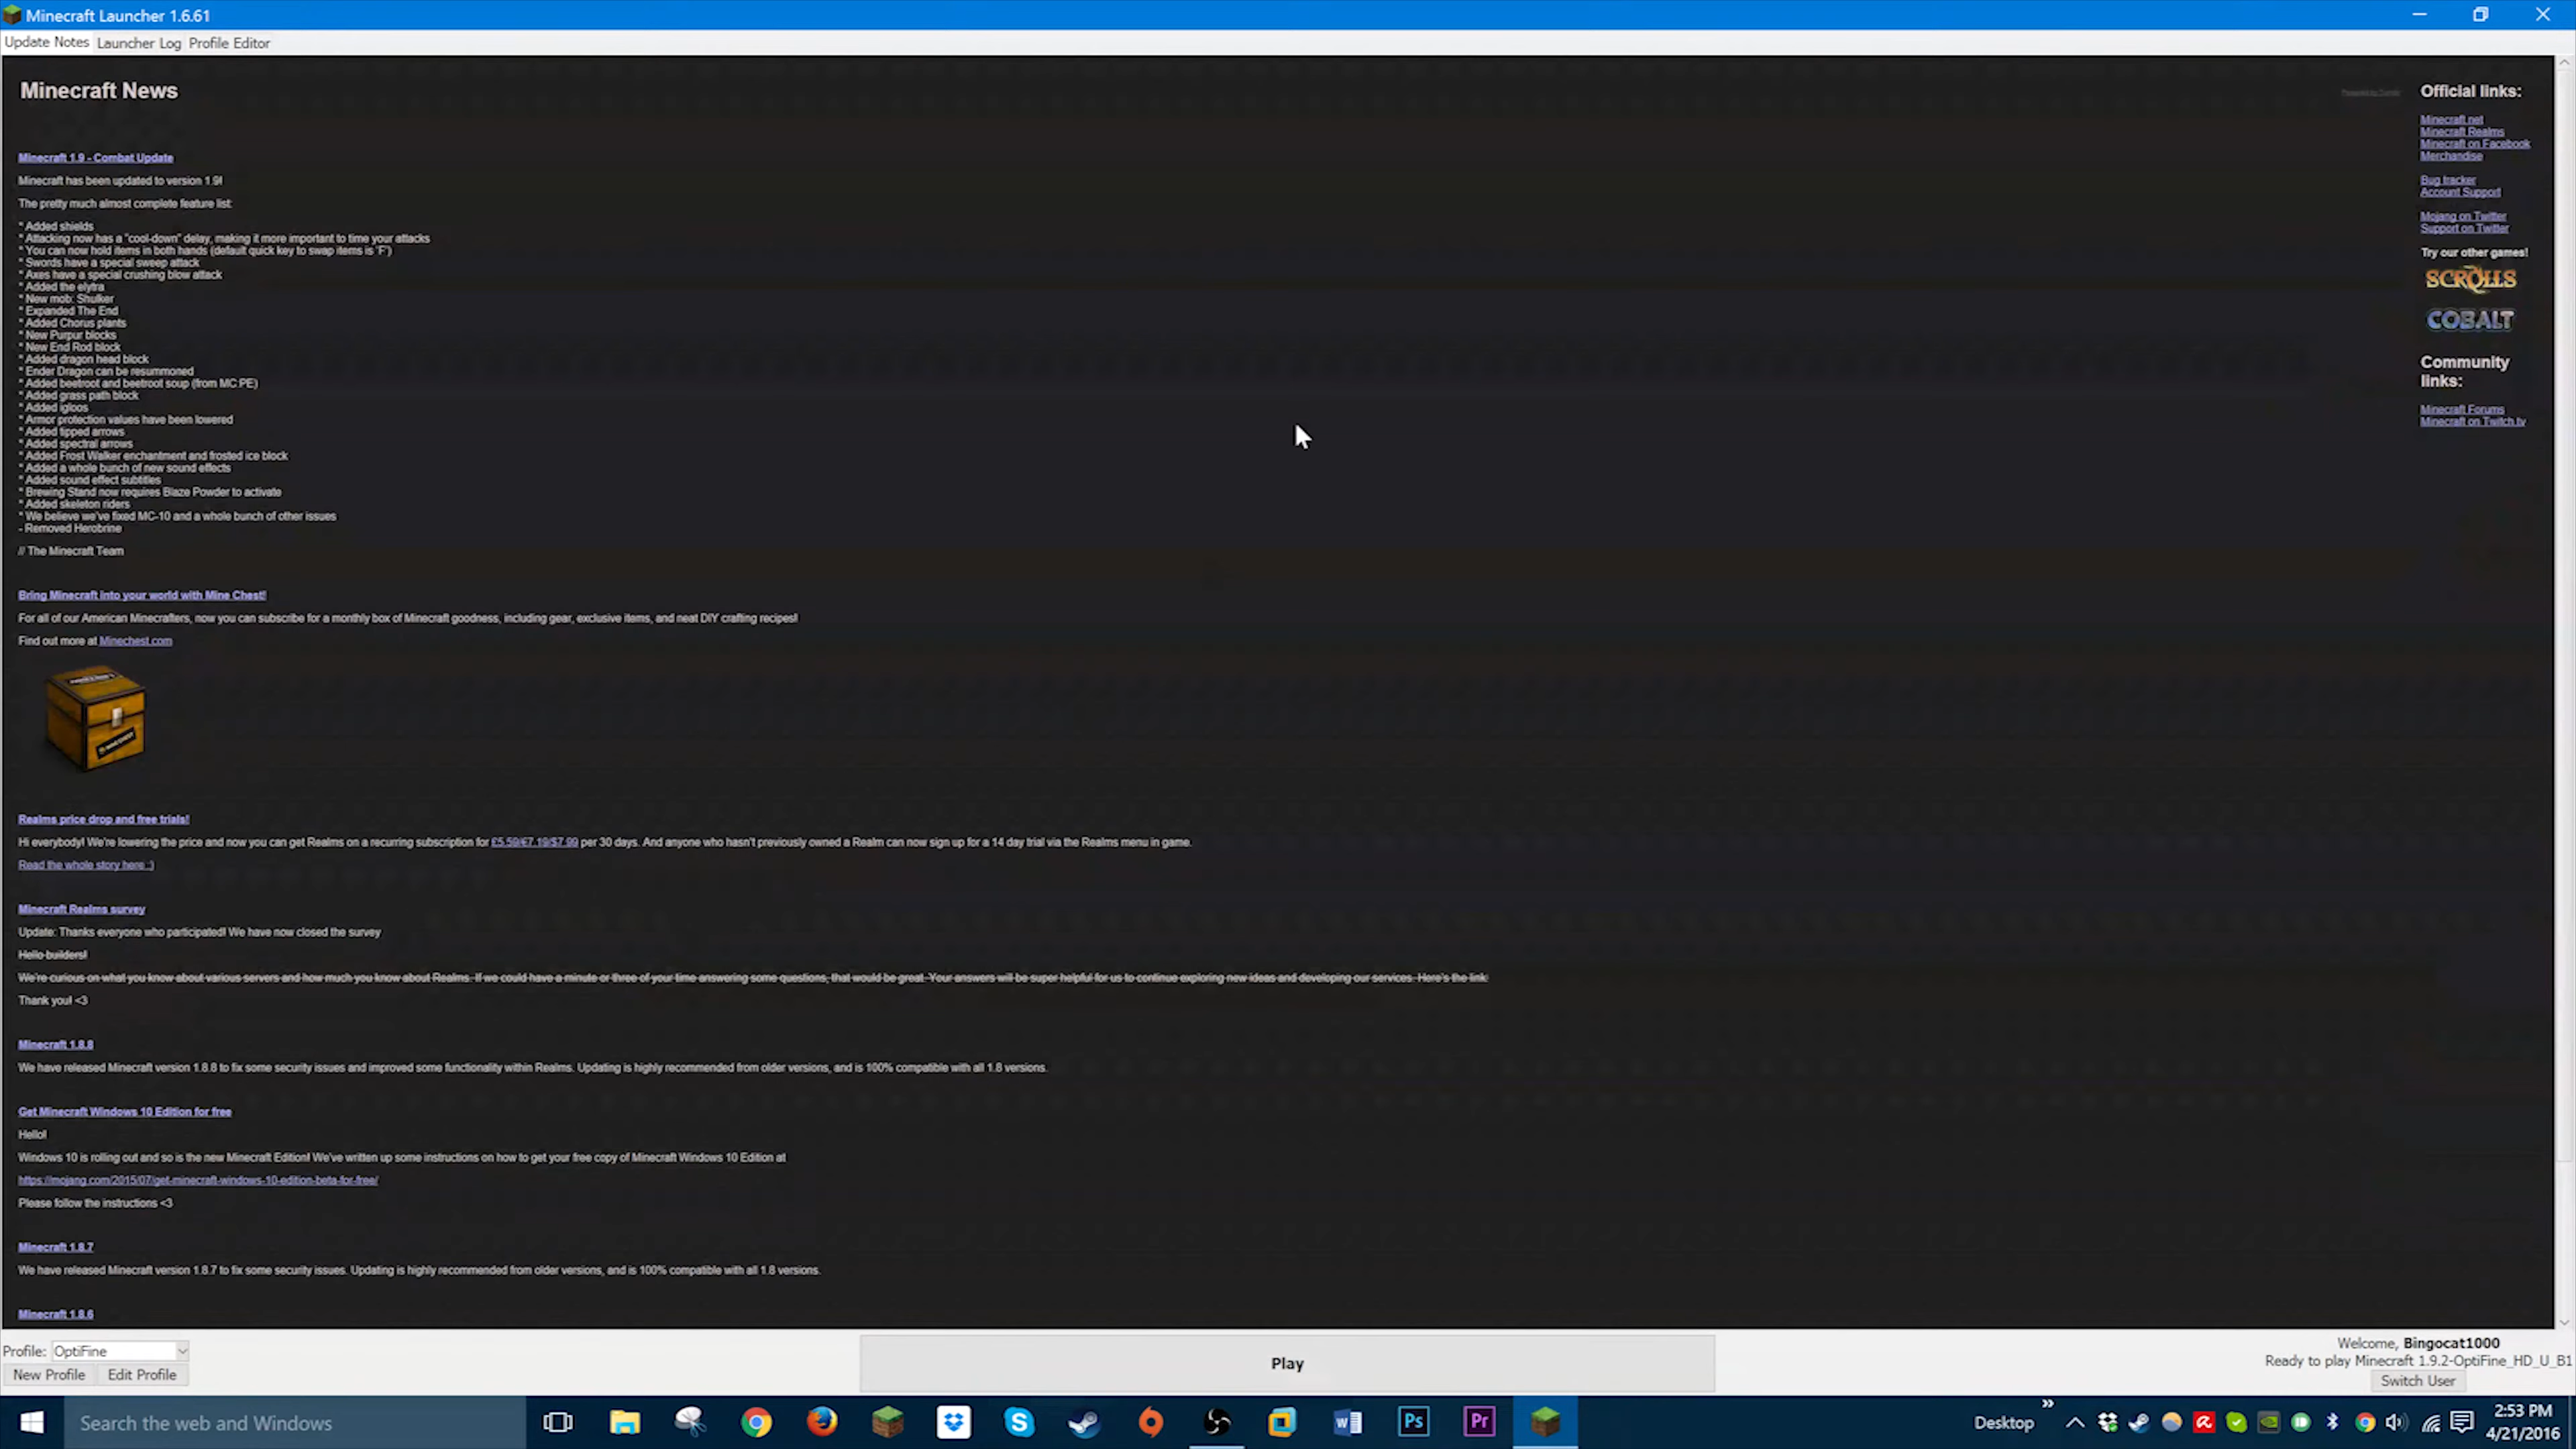 Minecraft Launcher 1.6.61
Update Notes Launcher Log Profile Editor
Minecraft News
Minecraft 1.9 - Combat Update
Minecraft has been updated to version 1.9!
The pretty much almost complete feature list:
* Added shields
* Attacking now has a "cool-down" delay, making it more important to time your attacks
* You can now hold items in both hands (default quick key to swap items is 'F')
* Swords have a special sweep attack
* Axes have a special crushing blow attack
* Added the elytra
* New mob: Shulker
* Expanded The End
* Added Chorus plants
* New Purpur blocks
* New End Rod block
* Added dragon head block
* Ender Dragon can be resummoned
* Added beetroot and beetroot soup (from MC PE)
* Added grass path block
* Added igloos
* Armor protection values have been lowered
* Added tipped arrows
* Added spectral arrows
* Added Frost Walker enchantment and frosted ice block
* Added a whole bunch of new sound effects
* Added sound effect subtitles
* Brewing Stand now requires Blaze Powder to activate
* Added skeleton riders
* We believe we've fixed MC-10 and a whole bunch of other issues
- Removed Herobrine
// The Minecraft Team
Bring Minecraft into your world with Mine Chest!
For all of our American Minecrafters, now you can subscribe for a monthly box of Minecraft goodness, including gear, exclusive items, and neat DIY crafting recipes!
Find out more at Minechest.com
Realms price drop and free trials!
Hi everybody! We're lowering the price and now you can get Realms on a recurring subscription for £5.59/€7.19/$7.99 per 30 days. And anyone who hasn't previously owned a Realm can now sign up for a 14 day trial via the Realms menu in game.
Read the whole story here :)
Minecraft Realms survey
Update: Thanks everyone who participated! We have now closed the survey
Hello builders!
We're curious on what you know about various servers and how much you know about Realms. If we could have a minute or three of your time answering some questions, that would be great. Your answers will be super helpful for us to continue exploring new ideas and developing our services. Here's the link:
Thank you! <3
Minecraft 1.8.8
We have released Minecraft version 1.8.8 to fix some security issues and improved some functionality within Realms. Updating is highly recommended from older versions, and is 100% compatible with all 1.8 versions.
Get Minecraft Windows 10 Edition for free
Hello!
Windows 10 is rolling out and so is the new Minecraft Edition! We've written up some instructions on how to get your free copy of Minecraft Windows 10 Edition at
https://mojang.com/2015/07/get-minecraft-windows-10-edition-beta-for-free/
Please follow the instructions <3
Minecraft 1.8.7
We have released Minecraft version 1.8.7 to fix some security issues. Updating is highly recommended from older versions, and is 100% compatible with all 1.8 versions.
Minecraft 1.8.6
Official links:
Minecraft.net
Minecraft Realms
Minecraft on Facebook
Merchandise
Bug tracker
Account Support
Mojang on Twitter
Support on Twitter
Try our other games!
SCROLLS
COBALT
Community
links:
Minecraft Forums
Minecraft on Twitch.tv
Profile: OptiFine
New Profile Edit Profile
Play
Welcome, Bingocat1000
Ready to play Minecraft 1.9.2-OptiFine_HD_U_B1
Switch User
Search the web and Windows
Ps
Pr
Desktop
2:53 PM
4/21/2016